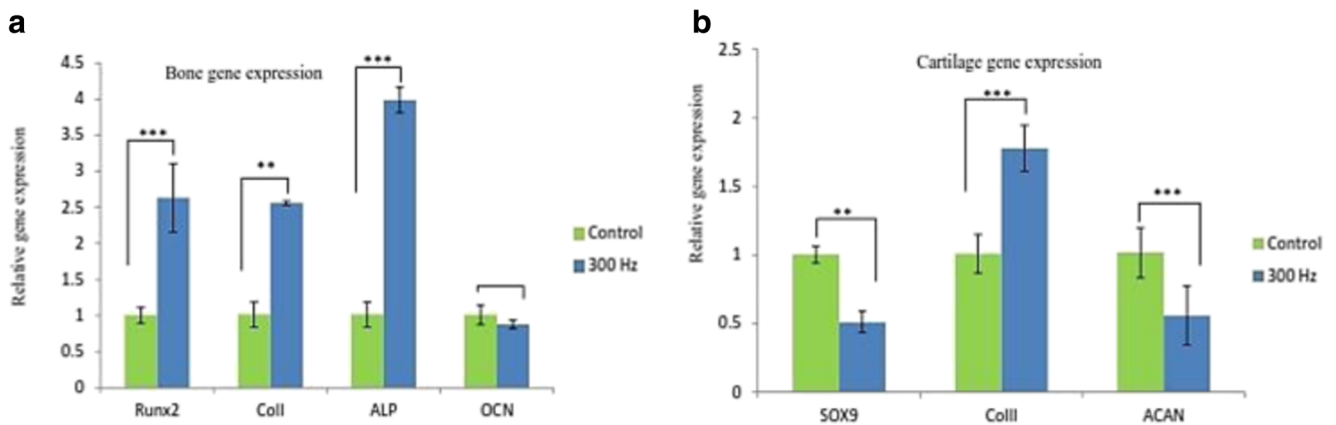 a
Bone gene expression
Relative gene expression
4.5
4
3.5
3
2.5
2
1.5
1
0.5
0
***
**
***
Runx2
ColI
ALP
OCN
Control
300 Hz
b
Cartilage gene expression
Relative gene expression
2.5
2
1.5
1
0.5
0
**
***
***
SOX9
ColII
ACAN
Control
300 Hz